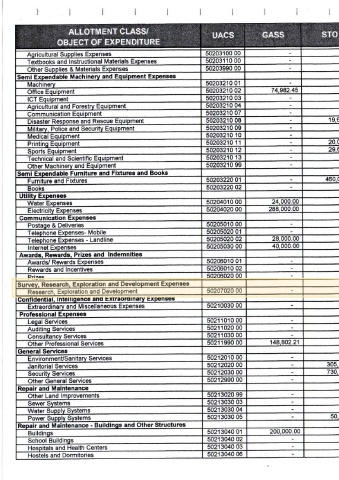 ALLOTMENT CLASS/ UACS GASS STO
OBJECT OF EXPENDITURE
Agricultural Supplies Expenses 50203100 00 -
Textbooks and Instructional Materials Expenses 50203110 00 -
Other Supplies & Materials Expenses 50203990 00 -
Semi Expendable Machinery and Equipment Expenses
Machinery 50203210 01 -
Office Equipment 50203210 02 74,982.45
ICT Equipment 50203210 03 -
Agricultural and Forestry Equipment 50203210 04 -
Communication Equipment 50203210 07 -
Disaster Response and Rescue Equipment 50203210 08 -
Military, Police and Security Equipment 50203210 09 -
Medical Equipment 50203210 10 -
Printing Equipment 50203210 11 -
Sports Equipment 50203210 12 -
Technical and Scientific Equipment 50203210 13 -
Other Machinery and Equipment 50203210 99 -
Semi Expendable Furniture and Fixtures and Books
Furniture and Fixtures 50203220 01 -
Books 50203220 02 -
Utility Expenses
Water Expenses 50204010 00 24,000.00
Electricity Expenses 50204020 00 288,000.00
Communication Expenses
Postage & Deliveries 50205010 00 -
Telephone Expenses- Mobile 50205020 01 -
Telephone Expenses - Landline 50205020 02 28,000.00
Internet Expenses 50205030 00 40,000.00
Awards, Rewards, Prizes and Indemnities
Awards/ Rewards Expenses 50206010 01 -
Rewards and Incentives 50206010 02 -
Prizes 50206020 00 -
Survey, Research, Exploration and Development Expenses
Research, Exploration and Development 50207020 00 -
Confidential, Intelligence and Extraordinary Expenses
Extraordinary and Miscellaneous Expenses 50210030 00 -
Professional Expenses
Legal Services 50211010 00 -
Auditing Services 50211020 00 -
Consultancy Services 50211030 00 -
Other Professional Services 50211990 00 148,802.21
General Services
Environment/Sanitary Services 50212010 00 -
Janitorial Services 50212020 00 - 305,
Security Services 50212030 00 - 730,
Other General Services 50212990 00 -
Repair and Maintenance
Other Land Improvements 50213020 99 -
Sewer Systems 50213030 03 -
Water Supply Systems 50213030 04 -
Power Supply Systems 50213030 05 - 50,
Repair and Maintenance - Buildings and Other Structures
Buildings 50213040 01 200,000.00
School Buildings 50213040 02 -
Hospitals and Health Centers 50213040 03 -
Hostels and Dormitories 50213040 06 -